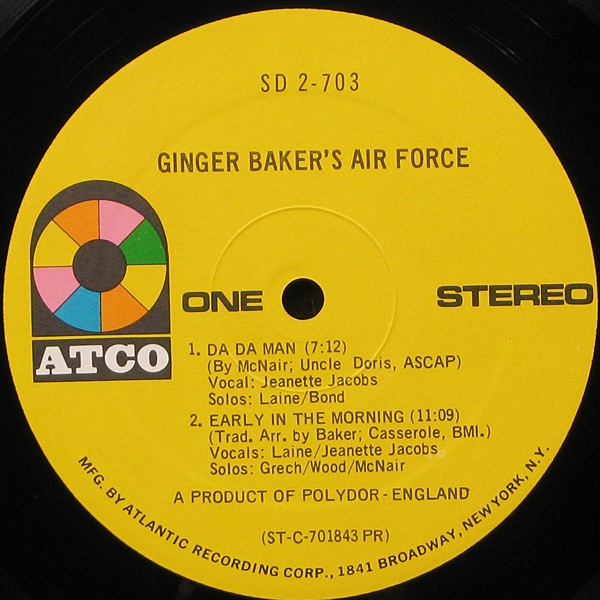 SD 2-703
GINGER BAKER'S AIR FORCE
ATCO
ONE
STEREO
1. DA DA MAN (7:12)
(By McNair; Uncle Doris, ASCAP)
Vocal: Jeanette Jacobs
Solos: Laine/Bond
2. EARLY IN THE MORNING (11:09)
(Trad. Arr. by Baker; Casserole, BMI.)
Vocals: Laine/Jeanette Jacobs
Solos: Grech/Wood/McNair
A PRODUCT OF POLYDOR - ENGLAND
(ST-C-701843 PR)
MFG. BY ATLANTIC RECORDING CORP., 1841 BROADWAY, NEW YORK, N.Y.